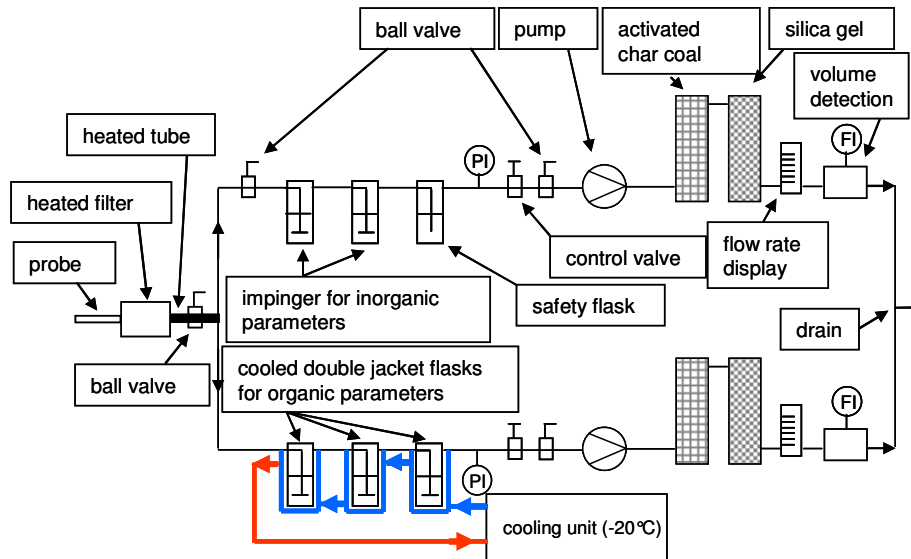 ball valve
pump
activated
char coal
silica gel
volume
detection
heated tube
heated filter
probe
PI
FI
control valve
flow rate
display
impinger for inorganic
parameters
safety flask
drain
ball valve
cooled double jacket flasks
for organic parameters
FI
PI
cooling unit (-20°C)